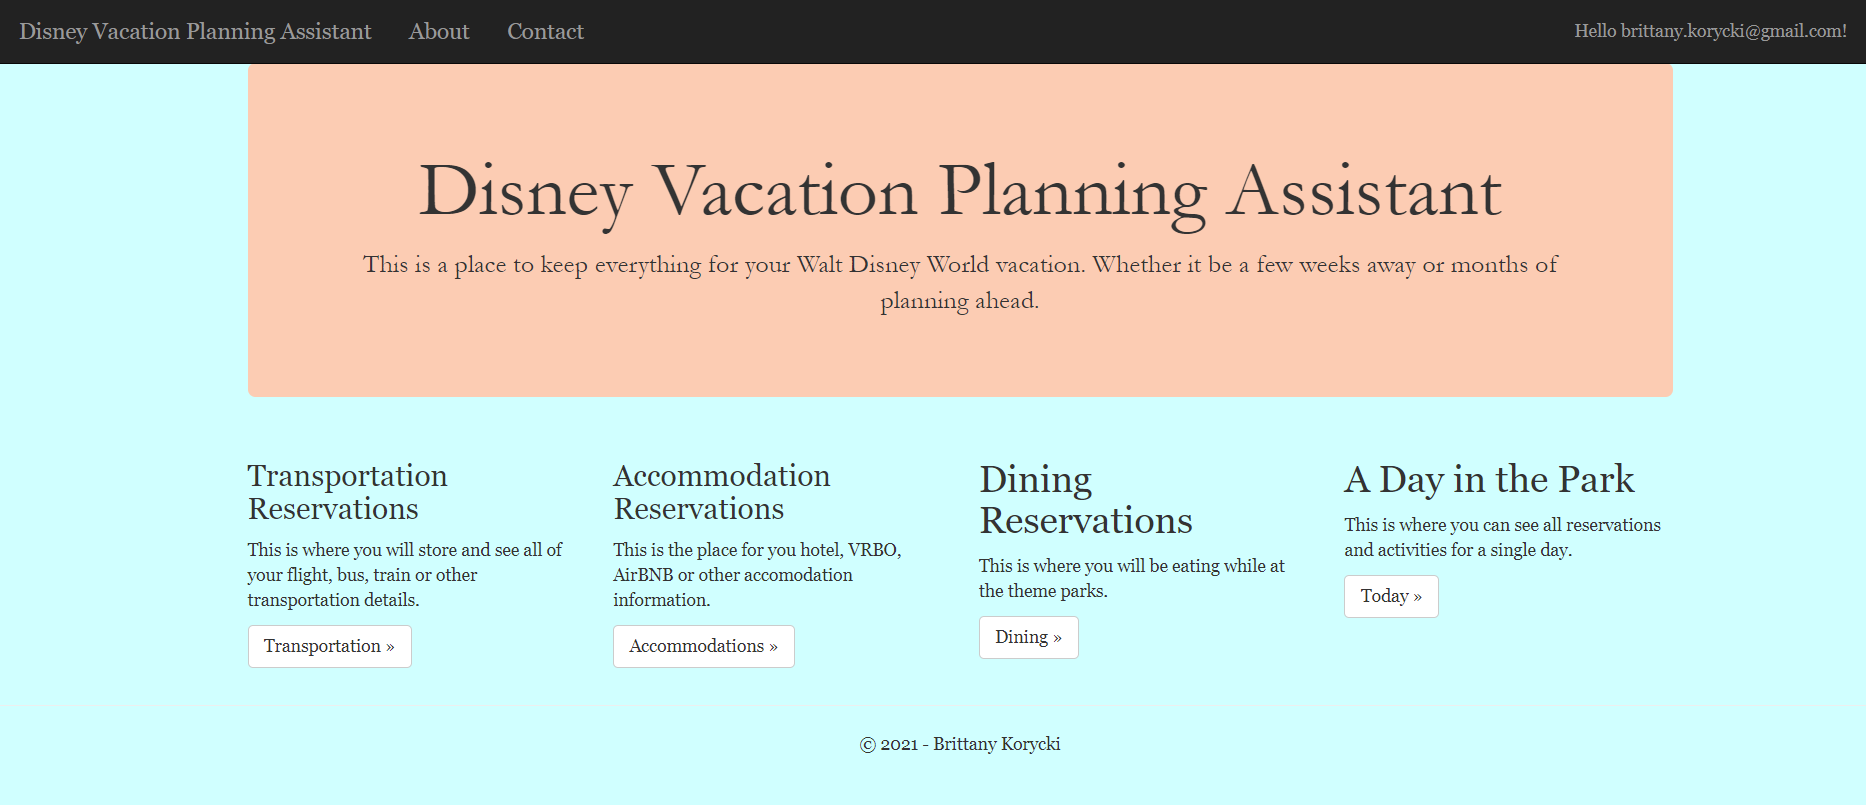 Disney Vacation Planning Assistant About Contact Hello brittany.korycki@gmail.com!
Disney Vacation Planning Assistant
This is a place to keep everything for your Walt Disney World vacation. Whether it be a few weeks away or months of
planning ahead.
Transportation
Reservations
This is where you will store and see all of
your flight, bus, train or other
transportation details.
Transportation »
Accommodation
Reservations
This is the place for you hotel, VRBO,
AirBNB or other accomodation
information.
Accommodations »
Dining
Reservations
This is where you will be eating while at
the theme parks.
Dining »
A Day in the Park
This is where you can see all reservations
and activities for a single day.
Today »
© 2021 - Brittany Korycki